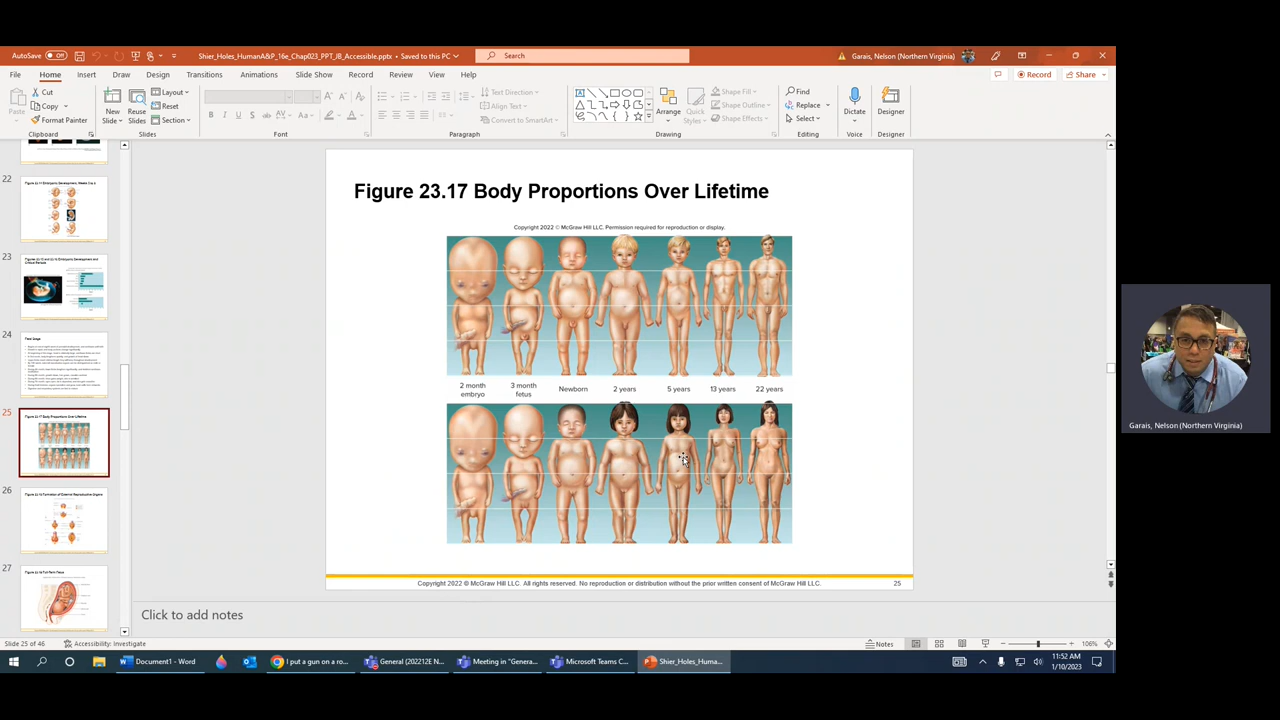 AutoSave Off Shier_Holes_HumanA&P_16e_Chap023_PPT_JB_Accessible.pptx • Saved to this PC Search Garais, Nelson (Northern Virginia)
File Home Insert Draw Design Transitions Animations Slide Show Record Review View Help Record Share
Paste Cut Copy Format Painter
Clipboard
New Slide Reuse Slides Layout Reset Section
Slides
Font
Text Direction Align Text Convert to SmartArt
Paragraph
Arrange Quick Styles Shape Fill Shape Outline Shape Effects
Drawing
Find Replace Select
Editing
Dictate
Voice
Designer
Designer
22
23
24
25
26
27
Figure 23.17 Body Proportions Over Lifetime
Copyright 2022 © McGraw Hill LLC. Permission required for reproduction or display.
2 month embryo
3 month fetus
Newborn
2 years
5 years
13 years
22 years
Copyright 2022 © McGraw Hill LLC. All rights reserved. No reproduction or distribution without the prior written consent of McGraw Hill LLC. 25
Click to add notes
Slide 25 of 46 Accessibility: Investigate Notes 106%
Document1 - Word I put a gun on a ro... General (202212E N... Meeting in "Genera... Microsoft Teams C... Shier_Holes_Huma... 11:52 AM
1/10/2023
Garais, Nelson (Northern Virginia)